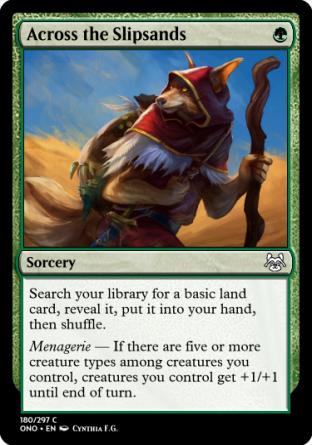 Across the Slipsands
Sorcery
Search your library for a basic land
card, reveal it, put it into your hand,
then shuffle.
Menagerie — If there are five or more
creature types among creatures you
control, creatures you control get +1/+1
until end of turn.
180/297 C
ONO • EN Cynthia F.G.